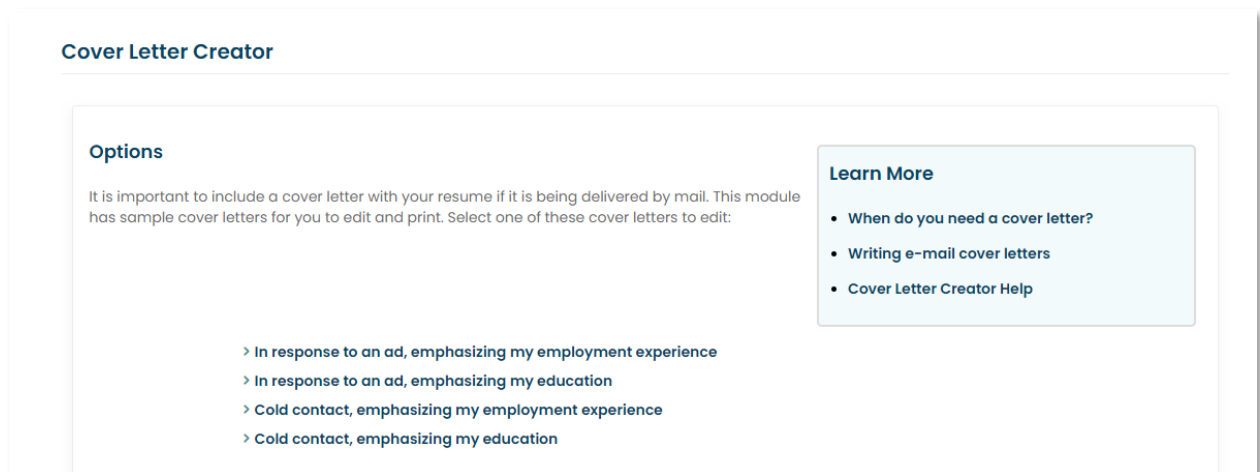 Cover Letter Creator
Options
It is important to include a cover letter with your resume if it is being delivered by mail. This module
has sample cover letters for you to edit and print. Select one of these cover letters to edit:
Learn More
• When do you need a cover letter?
• Writing e-mail cover letters
• Cover Letter Creator Help
> In response to an ad, emphasizing my employment experience
> In response to an ad, emphasizing my education
> Cold contact, emphasizing my employment experience
> Cold contact, emphasizing my education